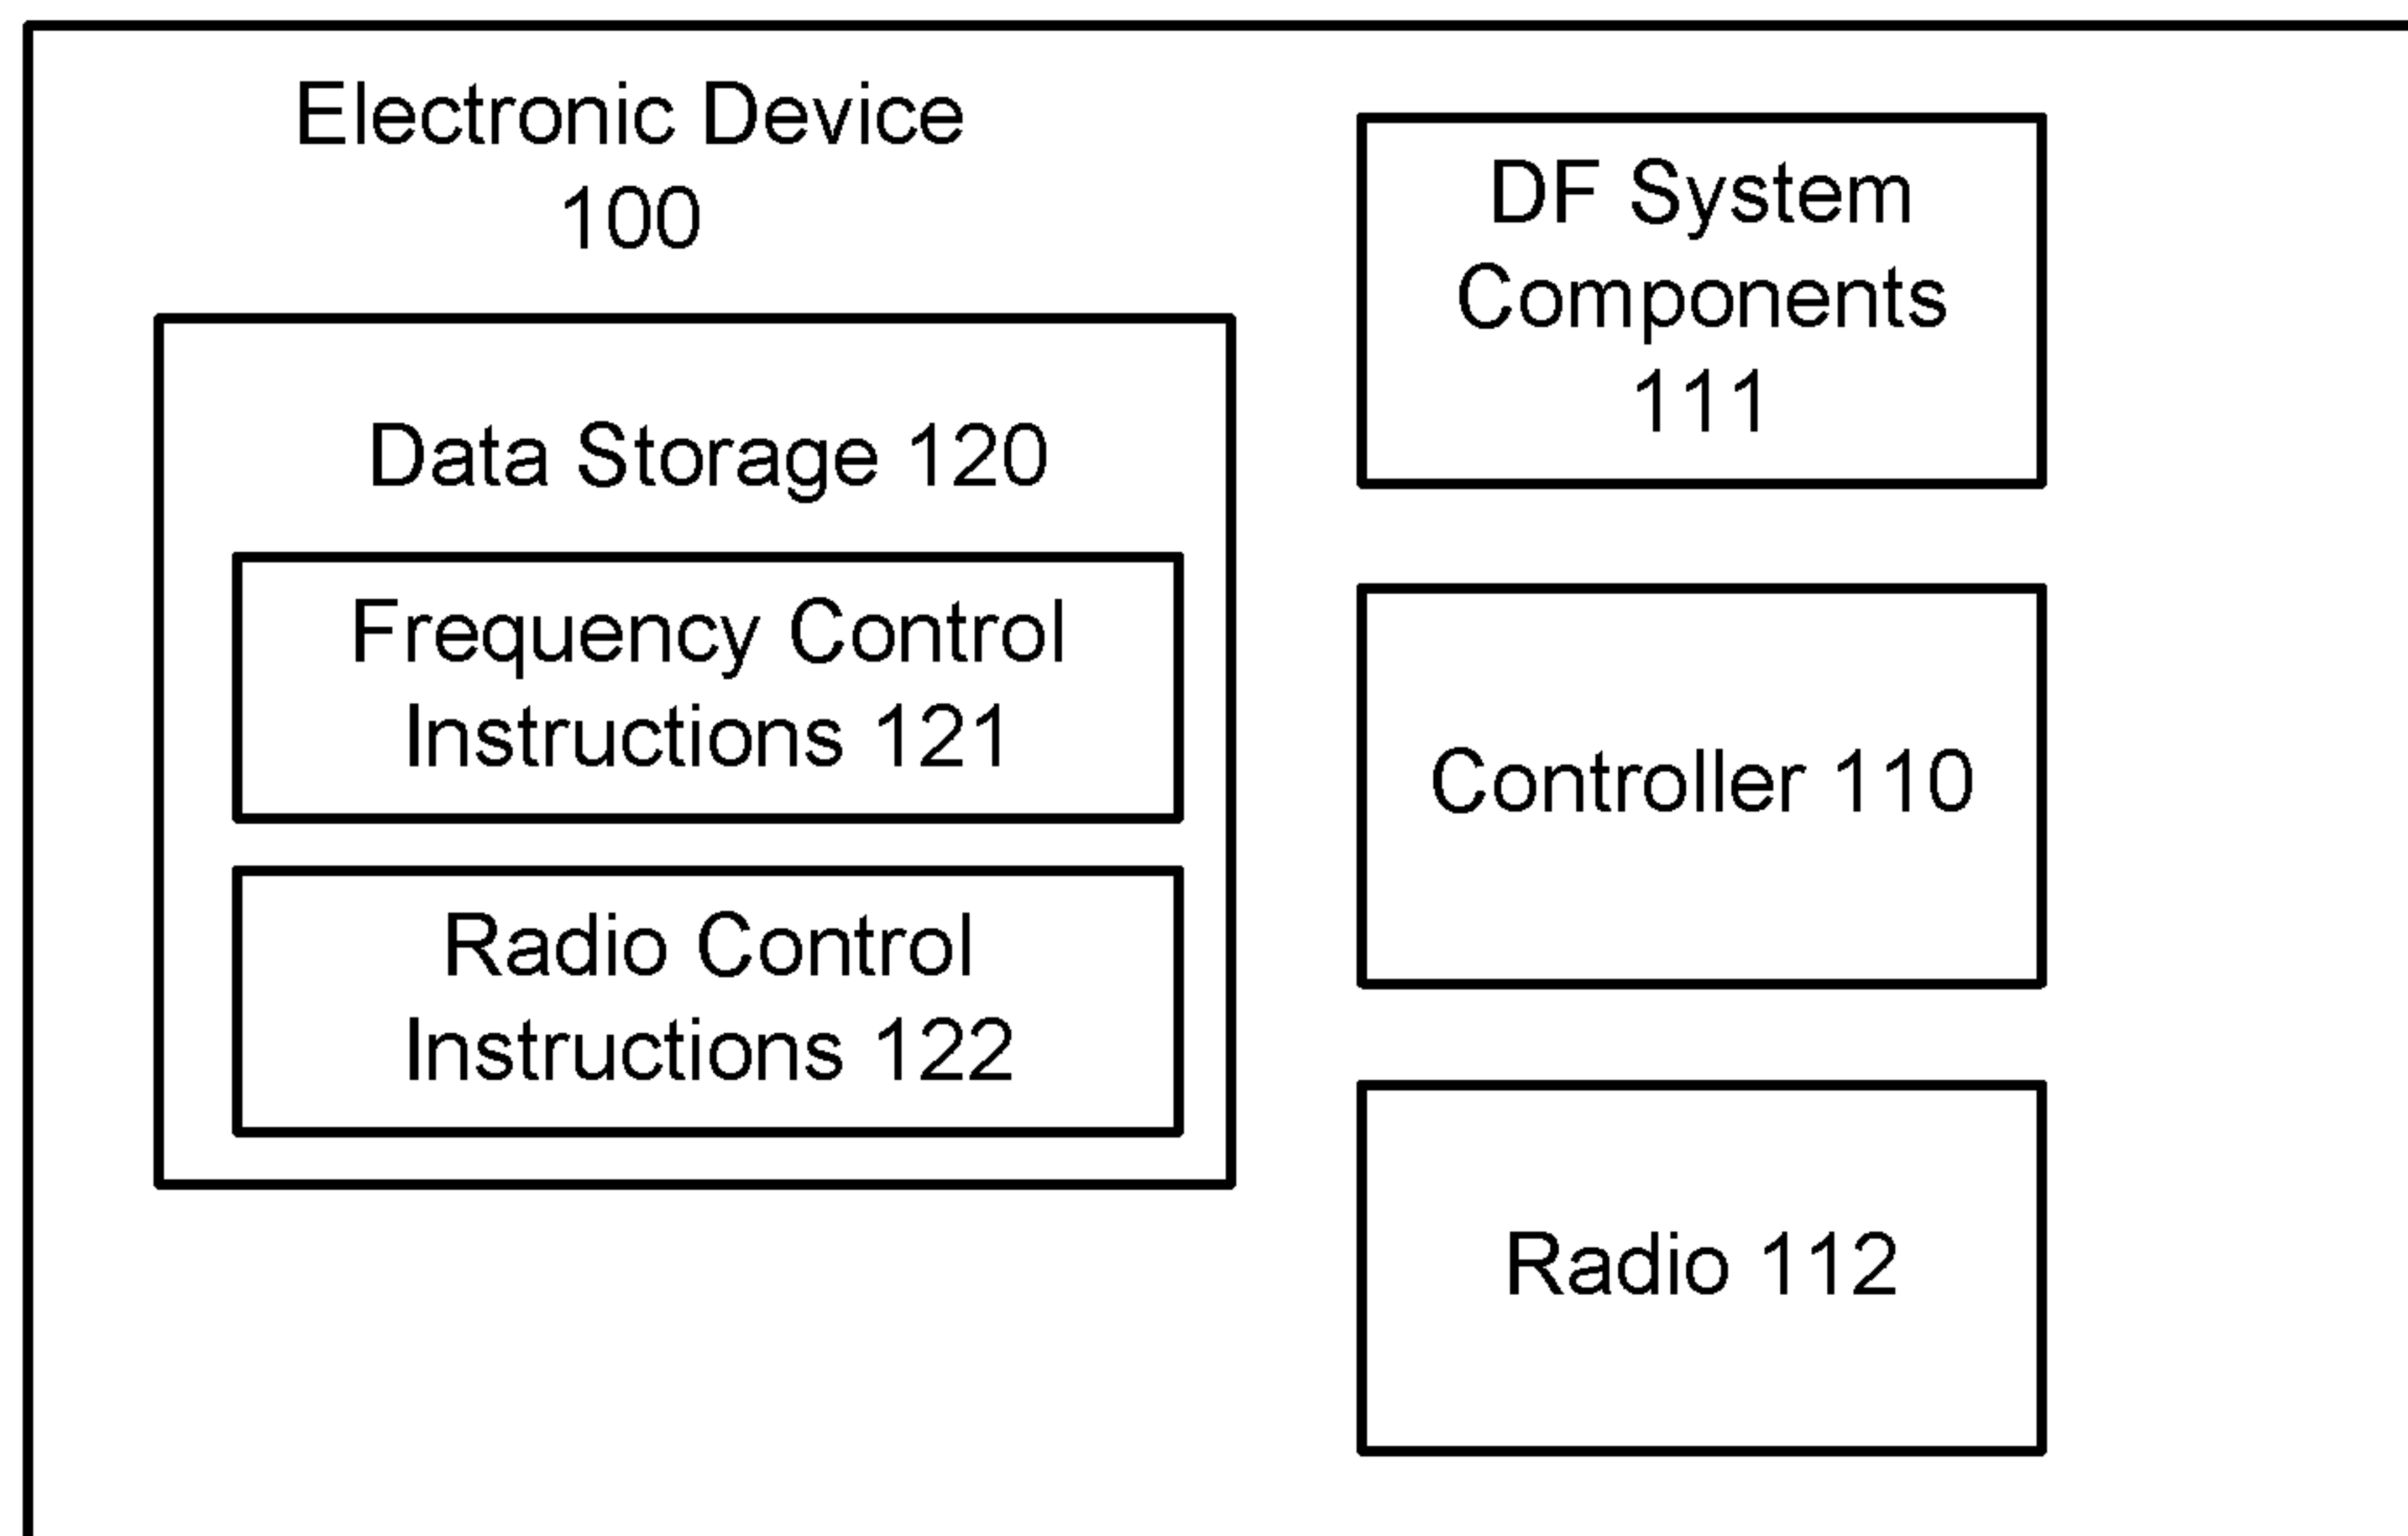 Electronic Device
100
Data Storage 120
Frequency Control
Instructions 121
Radio Control
Instructions 122
DF System
Components
111
Controller 110
Radio 112